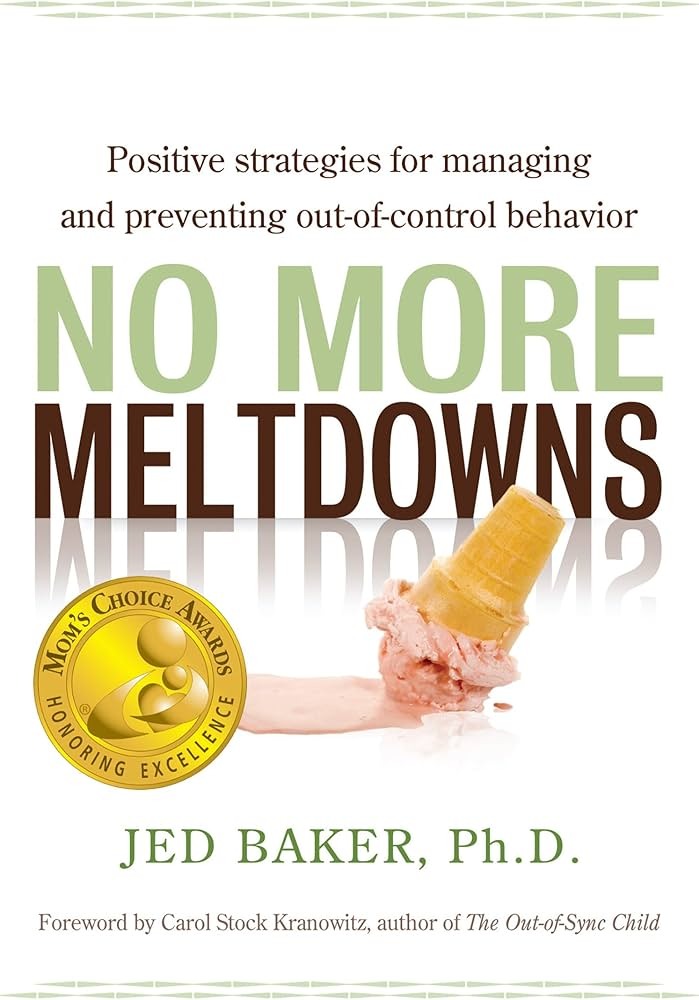 Positive strategies for managing
and preventing out-of-control behavior
NO MORE
MELTDOWNS
MOM'S CHOICE AWARDS
®
HONORING EXCELLENCE
JED BAKER, Ph.D.
Foreword by Carol Stock Kranowitz, author of The Out-of-Sync Child